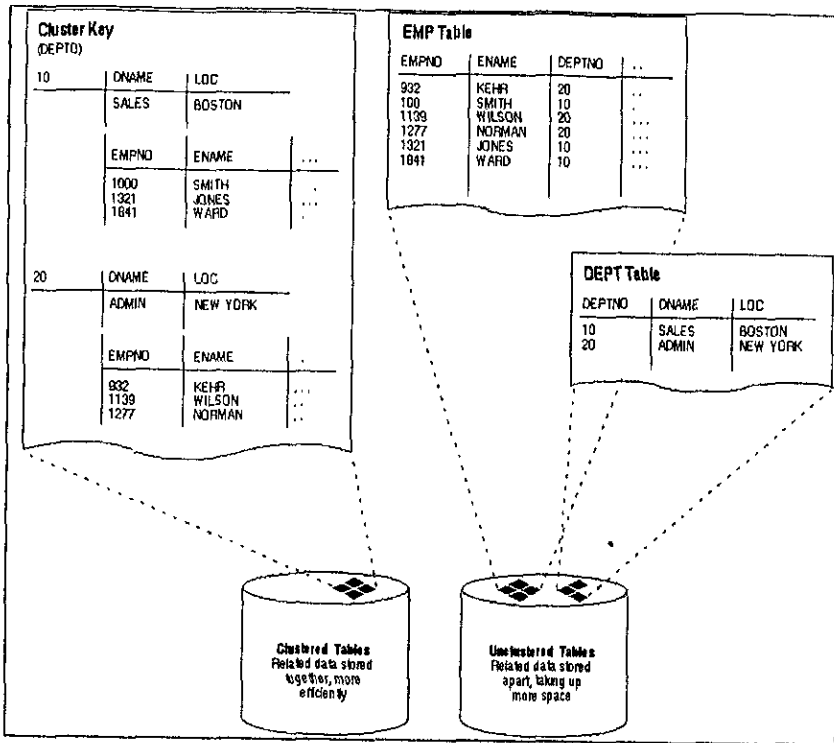 Cluster Key
(DEPTO)
10 DNAME LOC
SALES BOSTON
EMPNO ENAME ...
1000 SMITH .
1321 JONES ...
1841 WARD .
20 DNAME LOC
ADMIN NEW YORK
EMPNO ENAME .
932 KEHR ...
1139 WILSON ..
1277 NORMAN ..
EMP Table
EMPNO ENAME DEPTNO ..
932 KEHR 20 ..
100 SMITH 10 .
1139 WILSON 20 ...
1277 NORMAN 20 ...
1321 JONES 10 ...
1841 WARD 10 ...
DEPT Table
DEPTNO DNAME LOC
10 SALES BOSTON
20 ADMIN NEW YORK
Clustered Tables
Related data stored
together, more
efficiently
Unclustered Tables
Related data stored
apart, taking up
more space